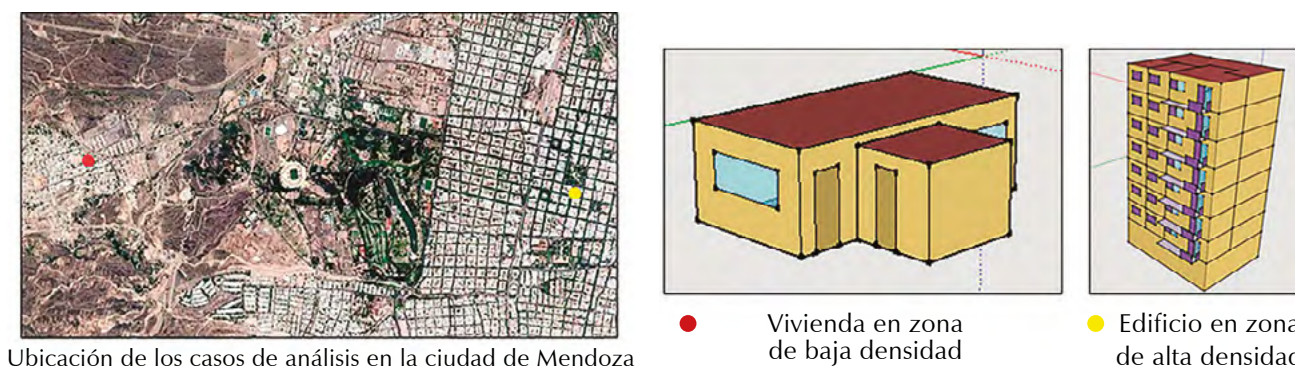 Ubicación de los casos de análisis en la ciudad de Mendoza
Vivienda en zona
de baja densidad
Edificio en zona
de alta densidad